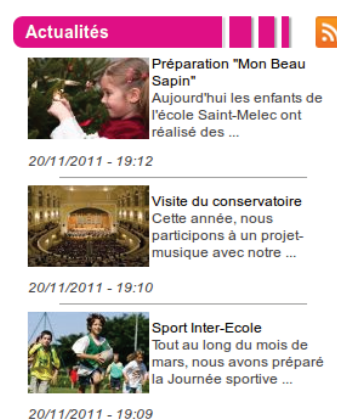 Actualités
Préparation "Mon Beau
Sapin"
Aujourd'hui les enfants de
l'école Saint-Melec ont
réalisé des ...
20/11/2011 - 19:12
Visite du conservatoire
Cette année, nous
participons à un projet-
musique avec notre ...
20/11/2011 - 19:10
Sport Inter-Ecole
Tout au long du mois de
mars, nous avons préparé
la Journée sportive ...
20/11/2011 - 19:09